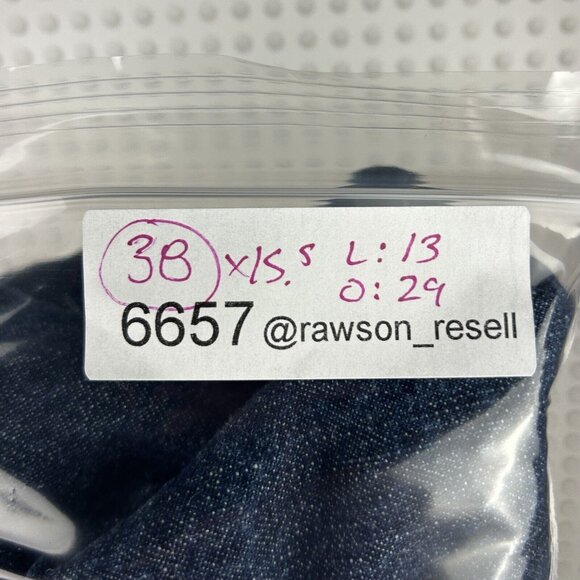 38 x15.5 L: 13
O: 29
6657 @rawson_resell